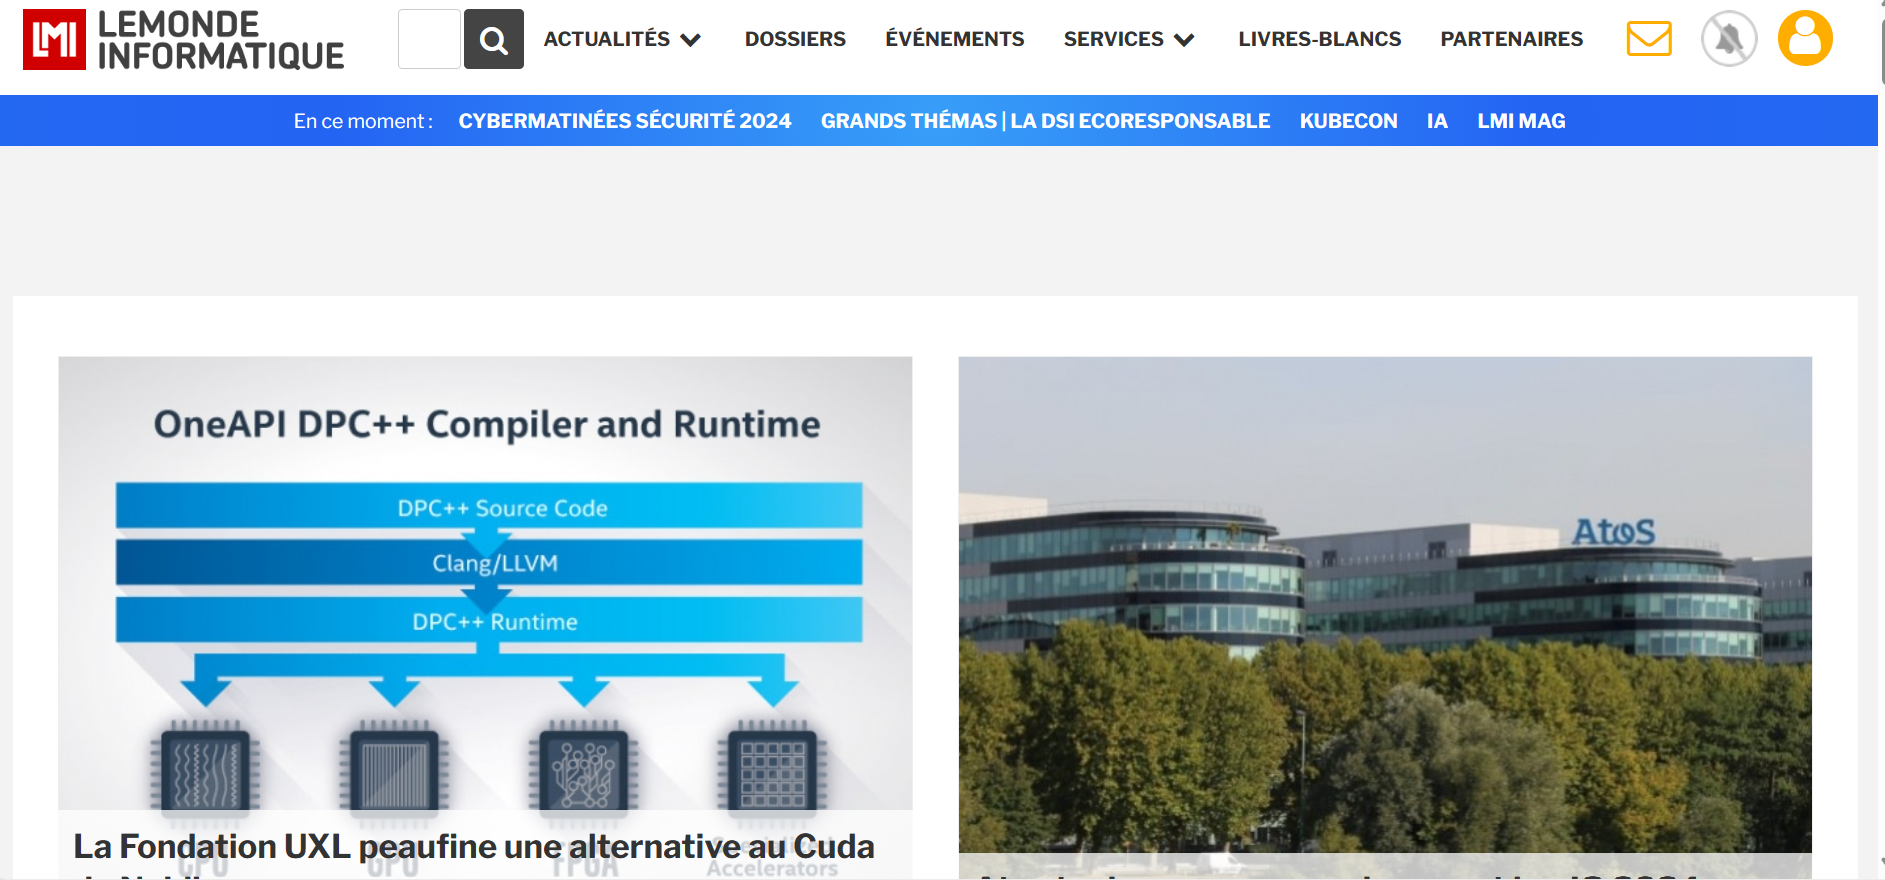 LMI LEMONDE
INFORMATIQUE
ACTUALITÉS DOSSIERS ÉVÉNEMENTS SERVICES LIVRES-BLANCS PARTENAIRES
En ce moment : CYBERMATINÉES SÉCURITÉ 2024 GRANDS THÉMAS | LA DSI ECORESPONSABLE KUBECON IA LMI MAG
OneAPI DPC++ Compiler and Runtime
DPC++ Source Code
Clang/LLVM
DPC++ Runtime
CPU GPU FPGA
Accelerators
La Fondation UXL peaufine une alternative au Cuda
Atos